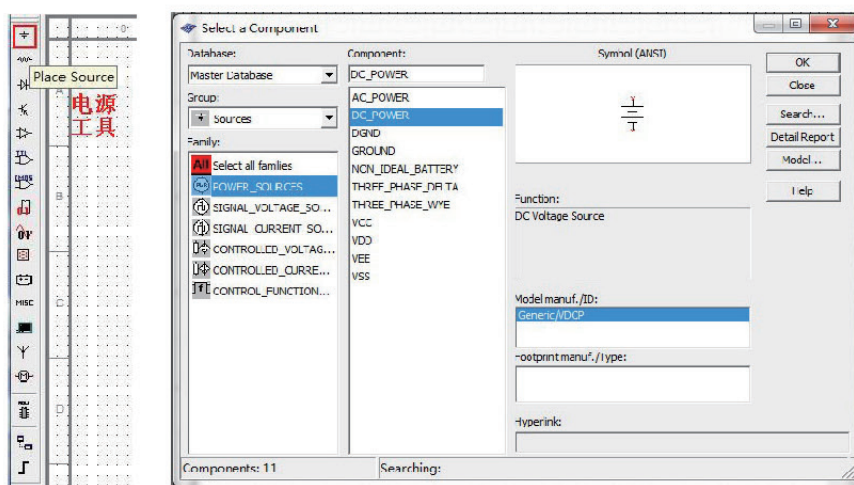 Place Source
电源
工具
A
B
C
D
MISC
Select a Component
Database:
Master Database
Group:
Sources
Family:
All Select all families
POWER_SOURCES
SIGNAL_VOLTAGE_SO...
SIGNAL_CURRENT_SO...
CONTROLLED_VOLTAG...
CONTROLLED_CURRE...
CONTROL_FUNCTION...
Component:
DC_POWER
AC_POWER
DC_POWER
DGND
GROUND
NON_IDEAL_BATTERY
THREE_PHASE_DELTA
THREE_PHASE_WYE
VCC
VDD
VEE
VSS
Symbol (ANSI)
Function:
DC Voltage Source
Model manuf./ID:
Generic/VDCP
Footprint manuf./Type:
Hyperlink:
OK
Close
Search...
Detail Report
Model...
Help
Components: 11
Searching: